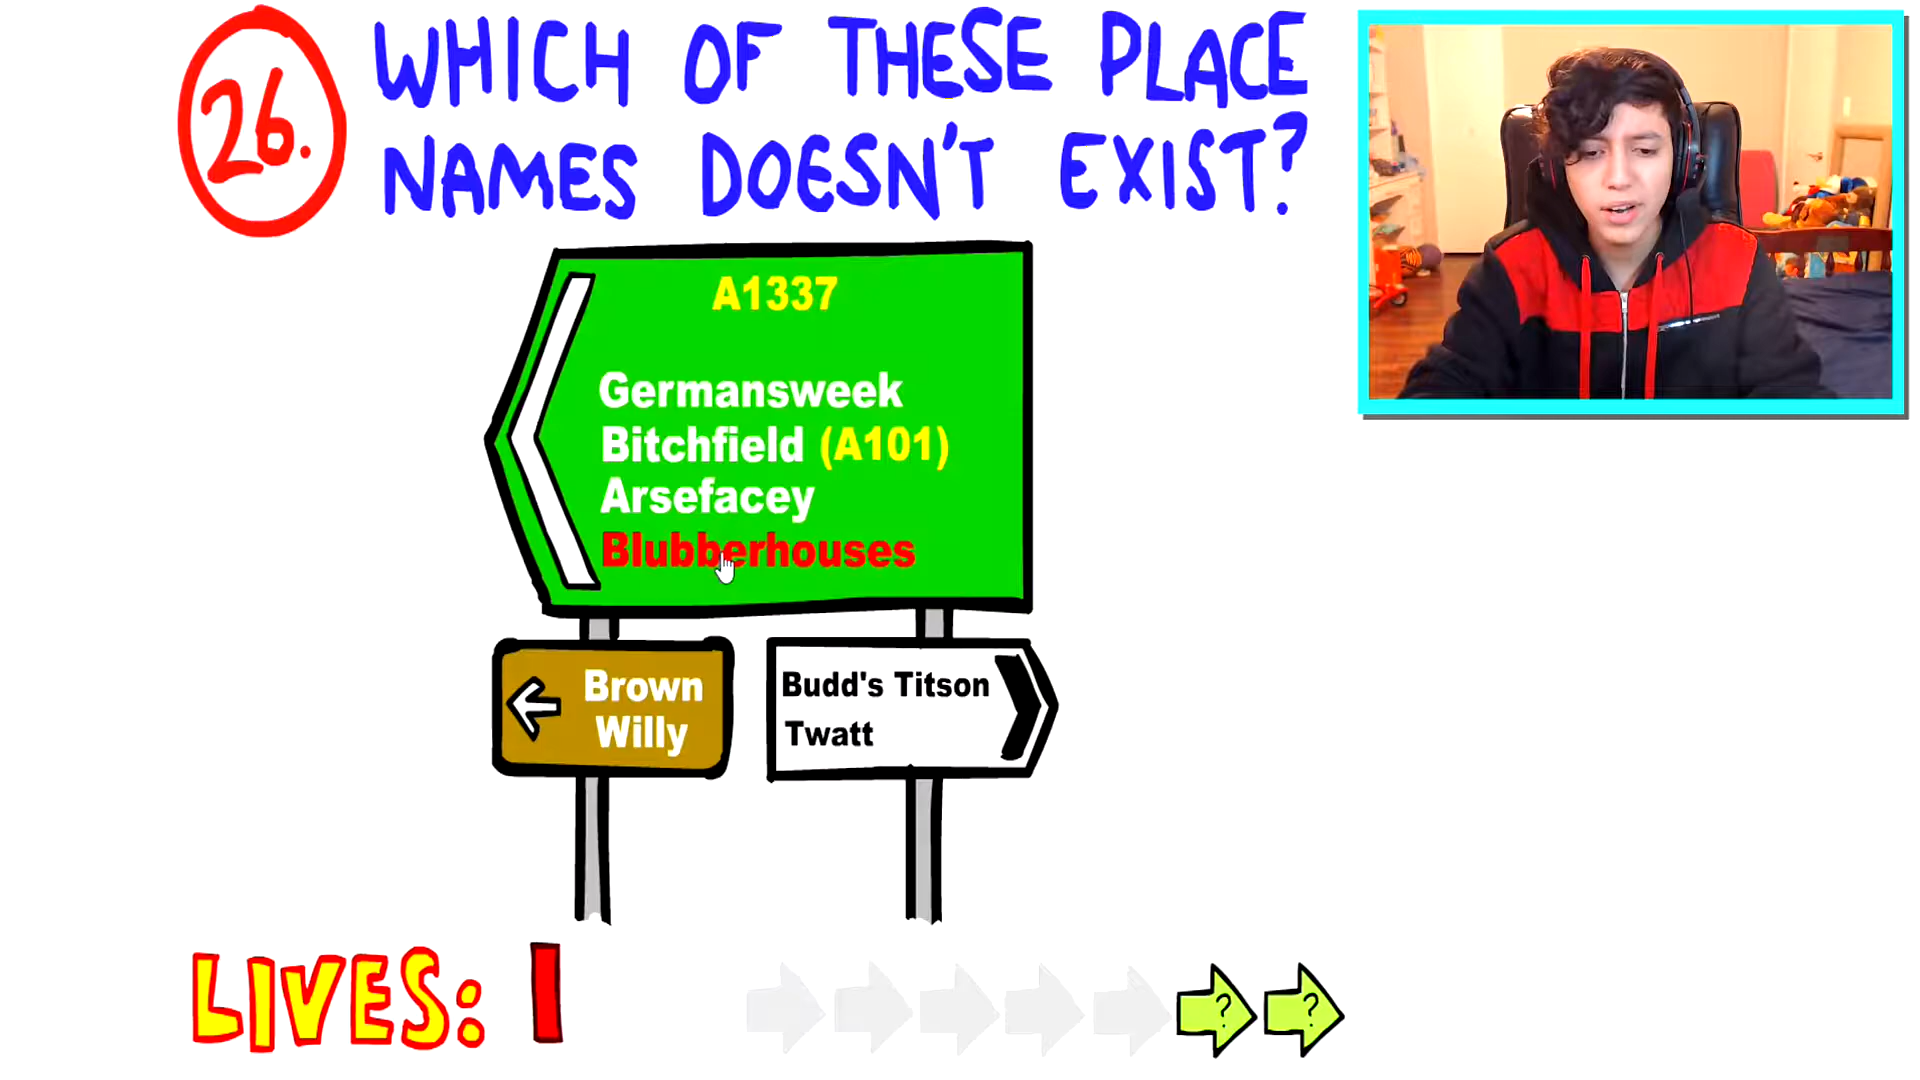 26.
WHICH OF THESE PLACE
NAMES DOESN'T EXIST?
A1337
Germansweek
Bitchfield (A101)
Arsefacey
Blubberhouses
Brown
Willy
Budd's Titson
Twatt
LIVES: 1
? ?